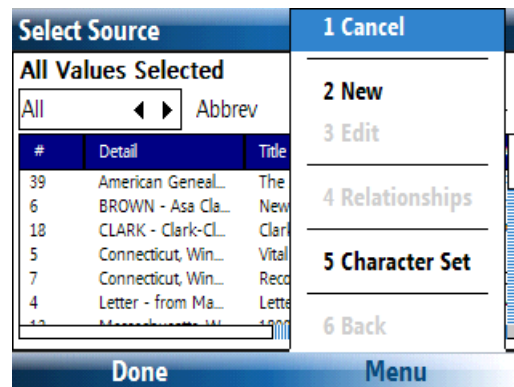 Select Source
All Values Selected
All Abbrev
# Detail Title
39 American Geneal... The
6 BROWN - Asa Cla... New
18 CLARK - Clark-Cl... Clark
5 Connecticut, Win... Vital
7 Connecticut, Win... Reco
4 Letter - from Ma... Lette
1 Cancel
2 New
3 Edit
4 Relationships
5 Character Set
6 Back
Done Menu